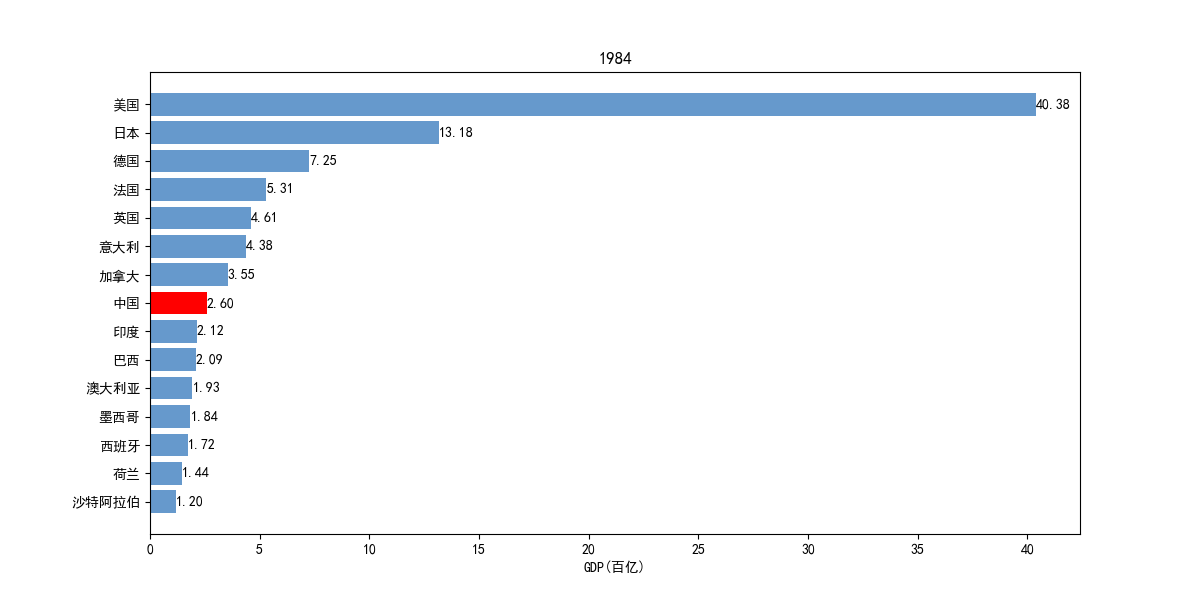 1984
美国 40.38
日本 13.18
德国 7.25
法国 5.31
英国 4.61
意大利 4.38
加拿大 3.55
中国 2.60
印度 2.12
巴西 2.09
澳大利亚 1.93
墨西哥 1.84
西班牙 1.72
荷兰 1.44
沙特阿拉伯 1.20
0 5 10 15 20 25 30 35 40
GDP(百亿)